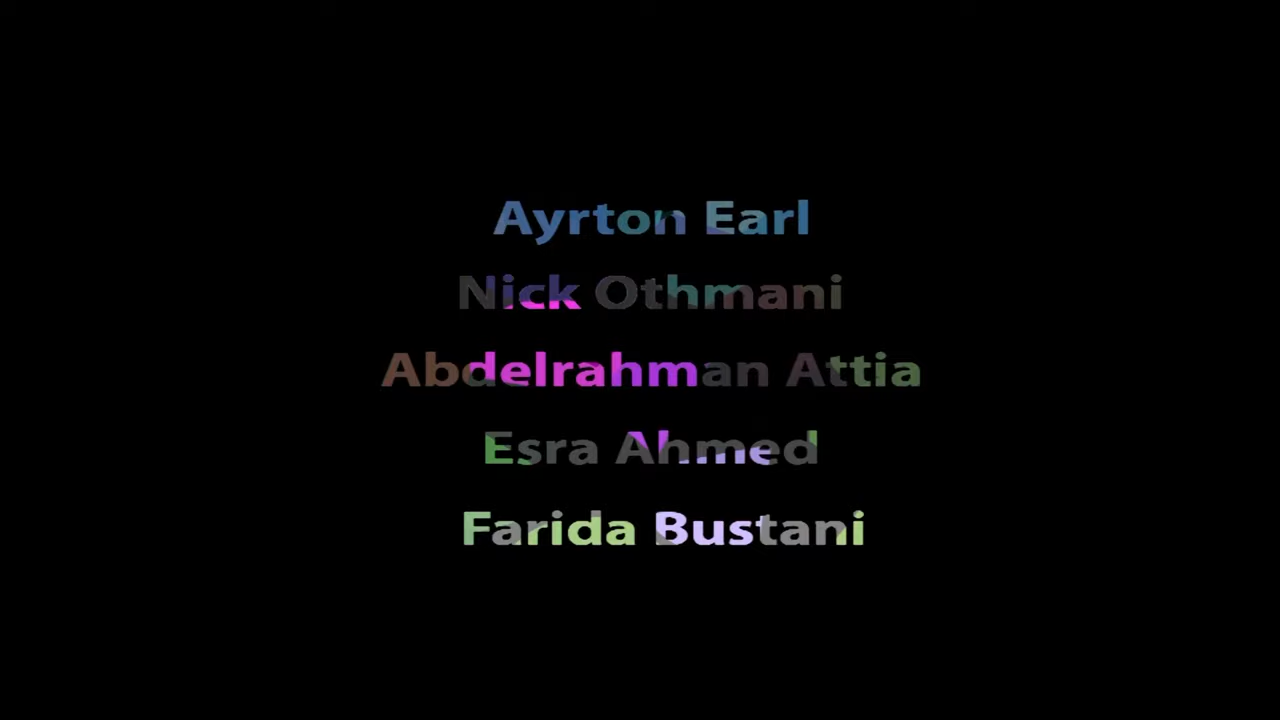 Ayrton Earl
Nick Othmani
Abdelrahman Attia
Esra Ahmed
Farida Bustani